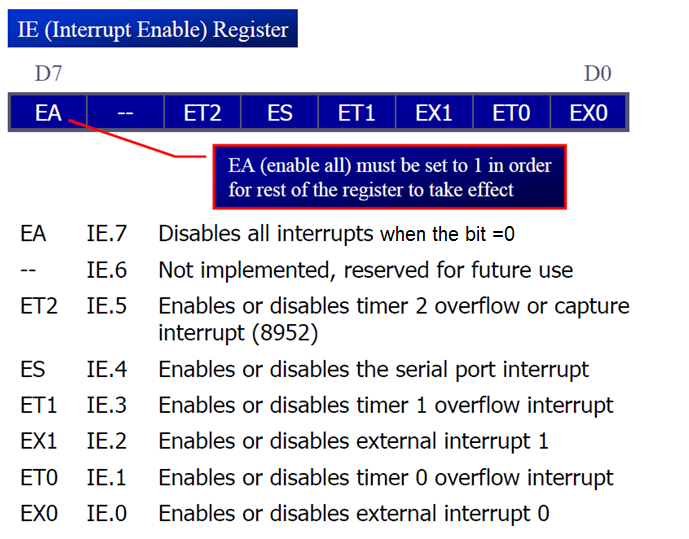 IE (Interrupt Enable) Register
D7 D0
EA -- ET2 ES ET1 EX1 ET0 EX0
EA (enable all) must be set to 1 in order
for rest of the register to take effect
EA IE.7 Disables all interrupts when the bit =0
-- IE.6 Not implemented, reserved for future use
ET2 IE.5 Enables or disables timer 2 overflow or capture
interrupt (8952)
ES IE.4 Enables or disables the serial port interrupt
ET1 IE.3 Enables or disables timer 1 overflow interrupt
EX1 IE.2 Enables or disables external interrupt 1
ET0 IE.1 Enables or disables timer 0 overflow interrupt
EX0 IE.0 Enables or disables external interrupt 0